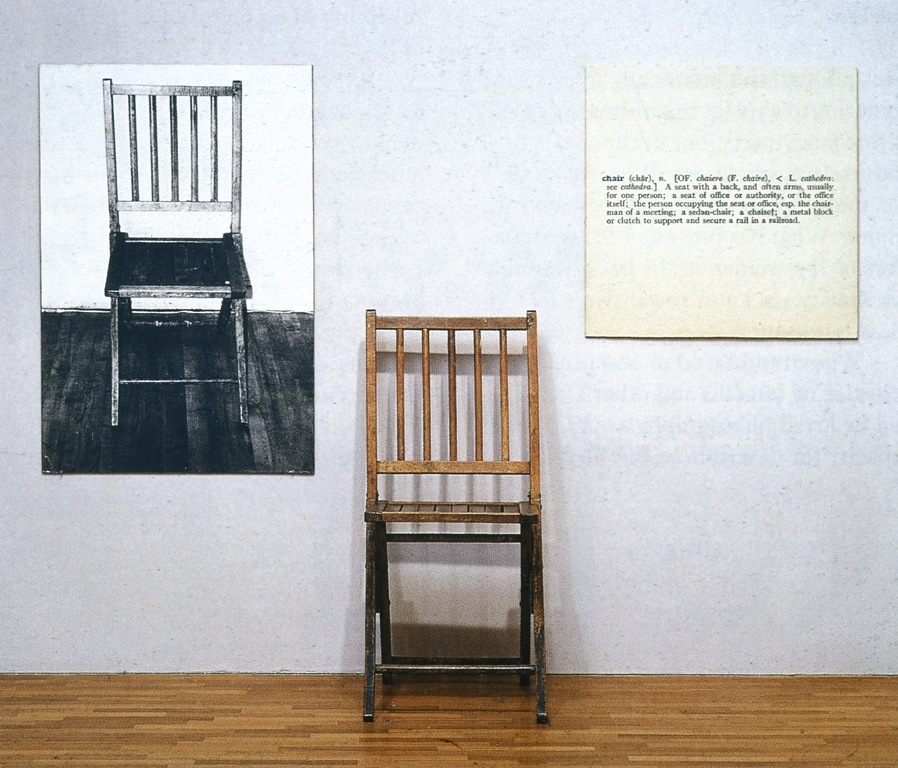 chair (châr), n. [OF. chaiere (F. chaire), < L. cathedra:
see cathedra.] A seat with a back, and often arms, usually
for one person; a seat of office or authority, or the office
itself; the person occupying the seat or office, esp. the chair-
man of a meeting; a sedan-chair; a chaise†; a metal block
or clutch to support and secure a rail in a railroad.